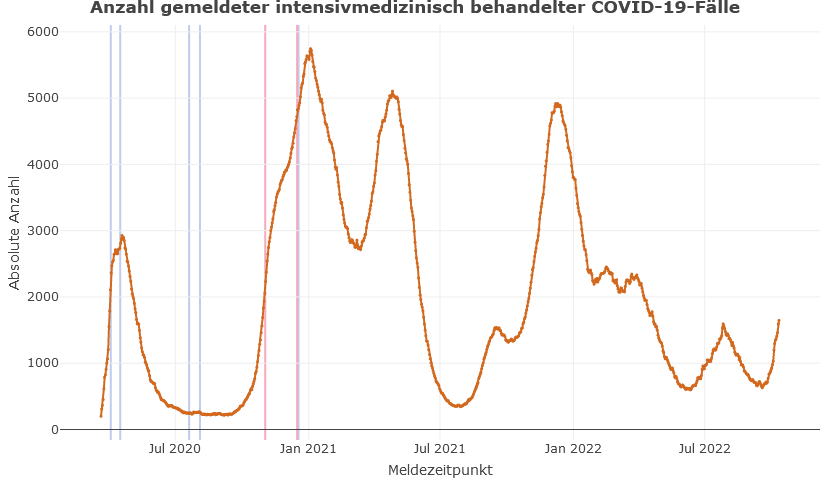 Anzahl gemeldeter intensivmedizinisch behandelter COVID-19-Fälle
6000
5000
4000
3000
2000
1000
0
Absolute Anzahl
Jul 2020
Jan 2021
Jul 2021
Jan 2022
Jul 2022
Meldezeitpunkt